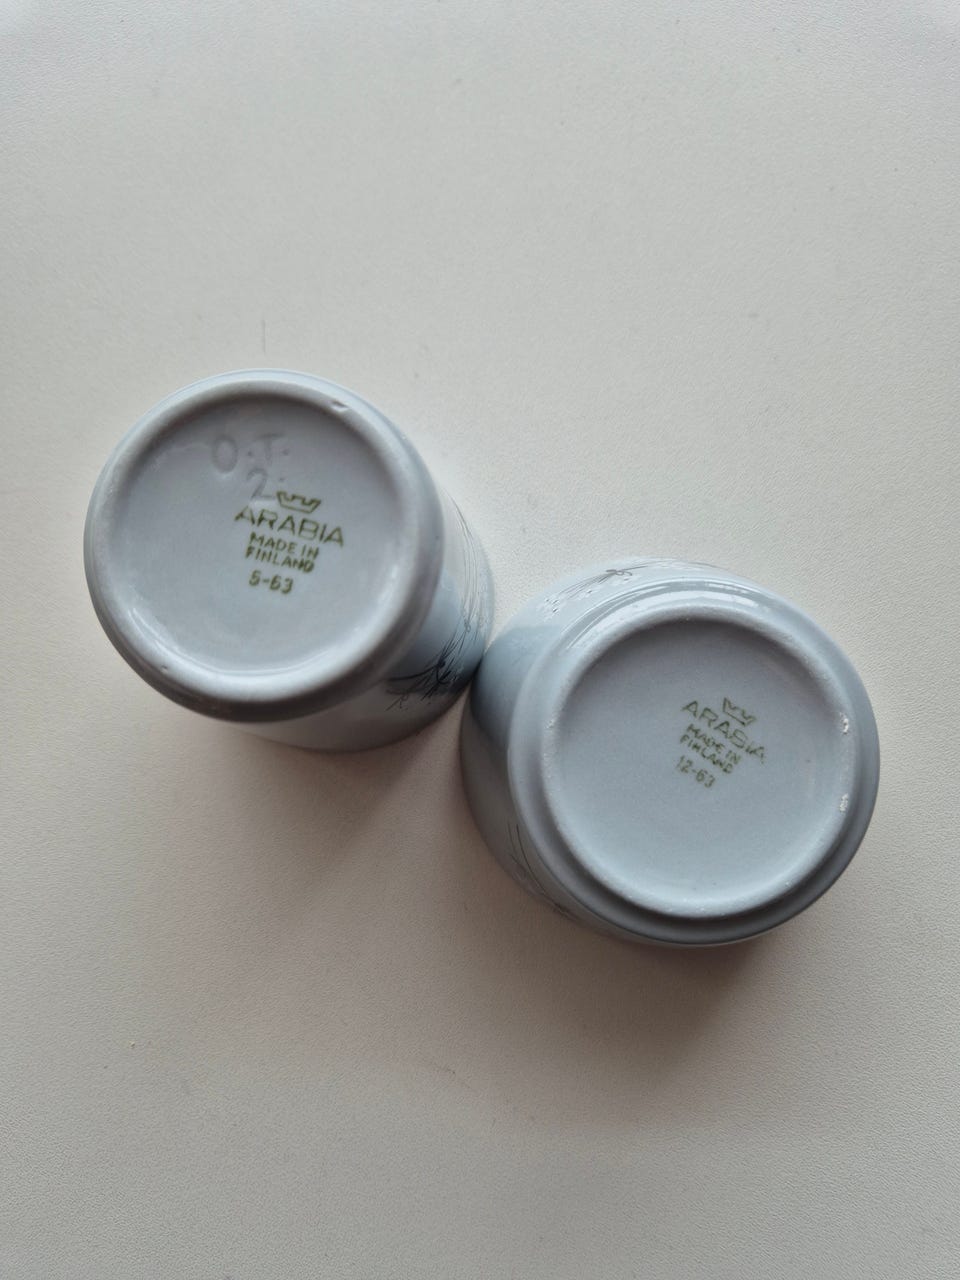 O.T.
2.
ARABIA
MADE IN
FINLAND
5-63
ARABIA
MADE IN
FINLAND
12-63